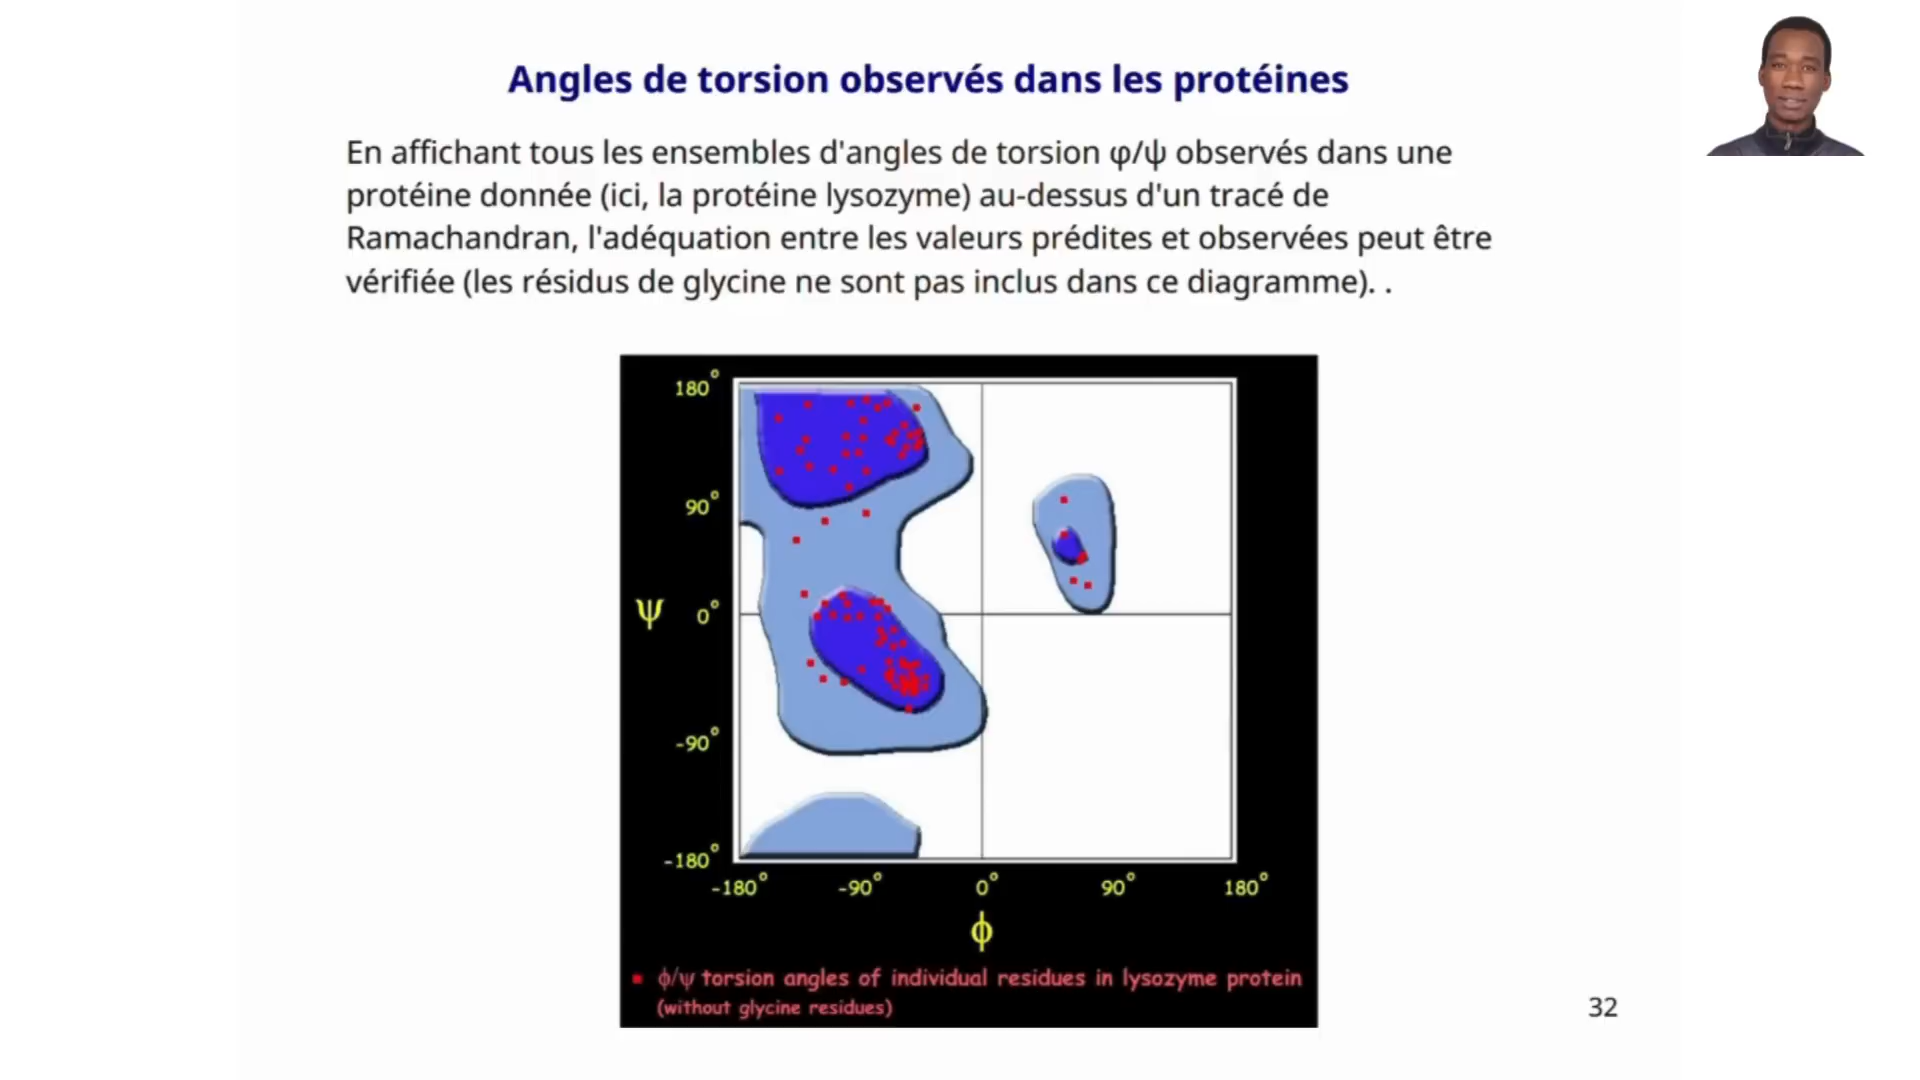 Angles de torsion observés dans les protéines
En affichant tous les ensembles d'angles de torsion φ/ψ observés dans une
protéine donnée (ici, la protéine lysozyme) au-dessus d'un tracé de
Ramachandran, l'adéquation entre les valeurs prédites et observées peut être
vérifiée (les résidus de glycine ne sont pas inclus dans ce diagramme). .
180°
90°
ψ 0°
-90°
-180°
-180° -90° 0° 90° 180°
ϕ
ϕ/ψ torsion angles of individual residues in lysozyme protein
(without glycine residues)
32